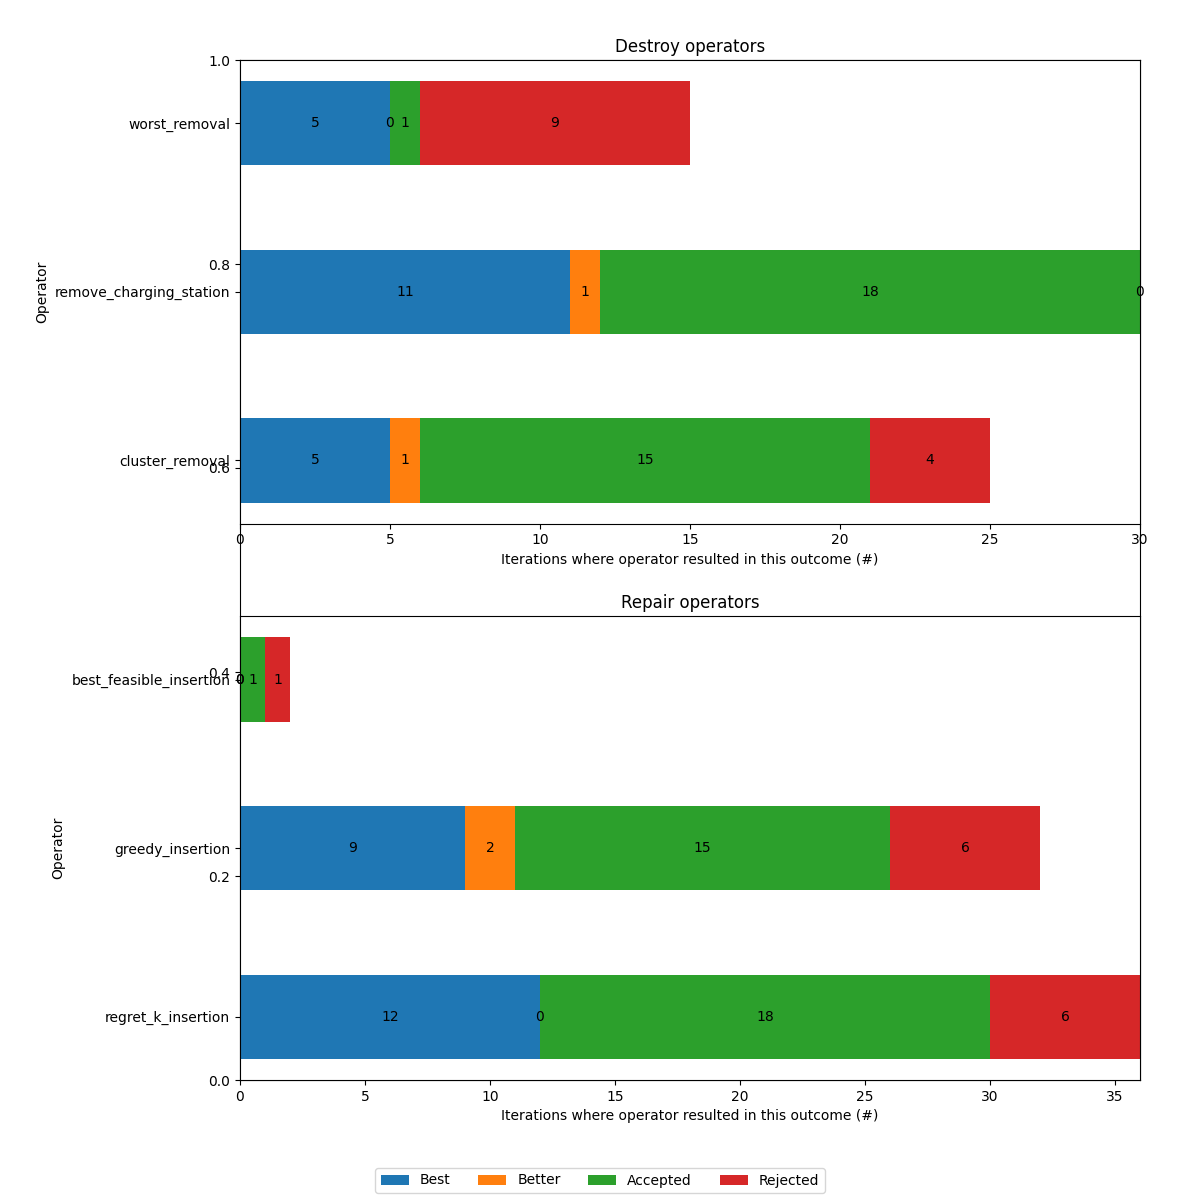 Destroy operators
1.0
worst_removal
5 0 1 9
0.8
Operator
remove_charging_station
11 1 18 0
cluster_removal
5 1 15 4
0.6
0 5 10 15 20 25 30
Iterations where operator resulted in this outcome (#)
Repair operators
0.4
best_feasible_insertion
0 1 1
Operator
greedy_insertion
9 2 15 6
0.2
regret_k_insertion
12 0 18 6
0.0
0 5 10 15 20 25 30 35
Iterations where operator resulted in this outcome (#)
Best Better Accepted Rejected